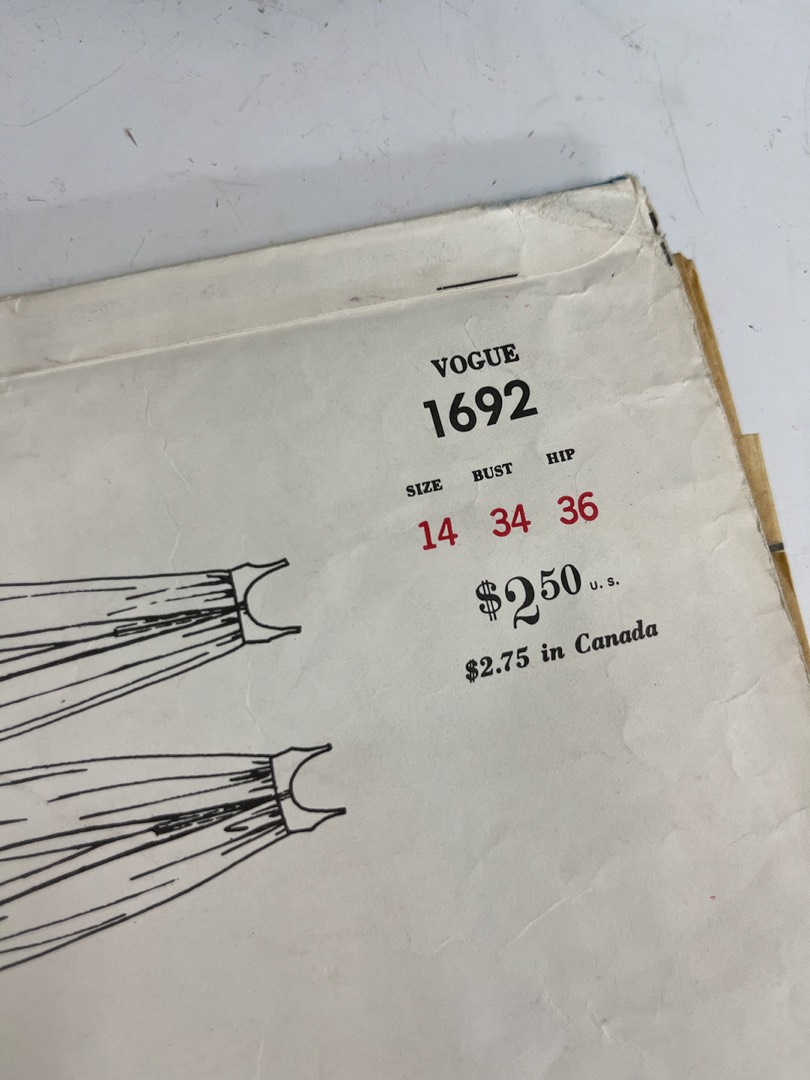 VOGUE
1692
SIZE BUST HIP
14 34 36
$2.50 U. S.
$2.75 in Canada